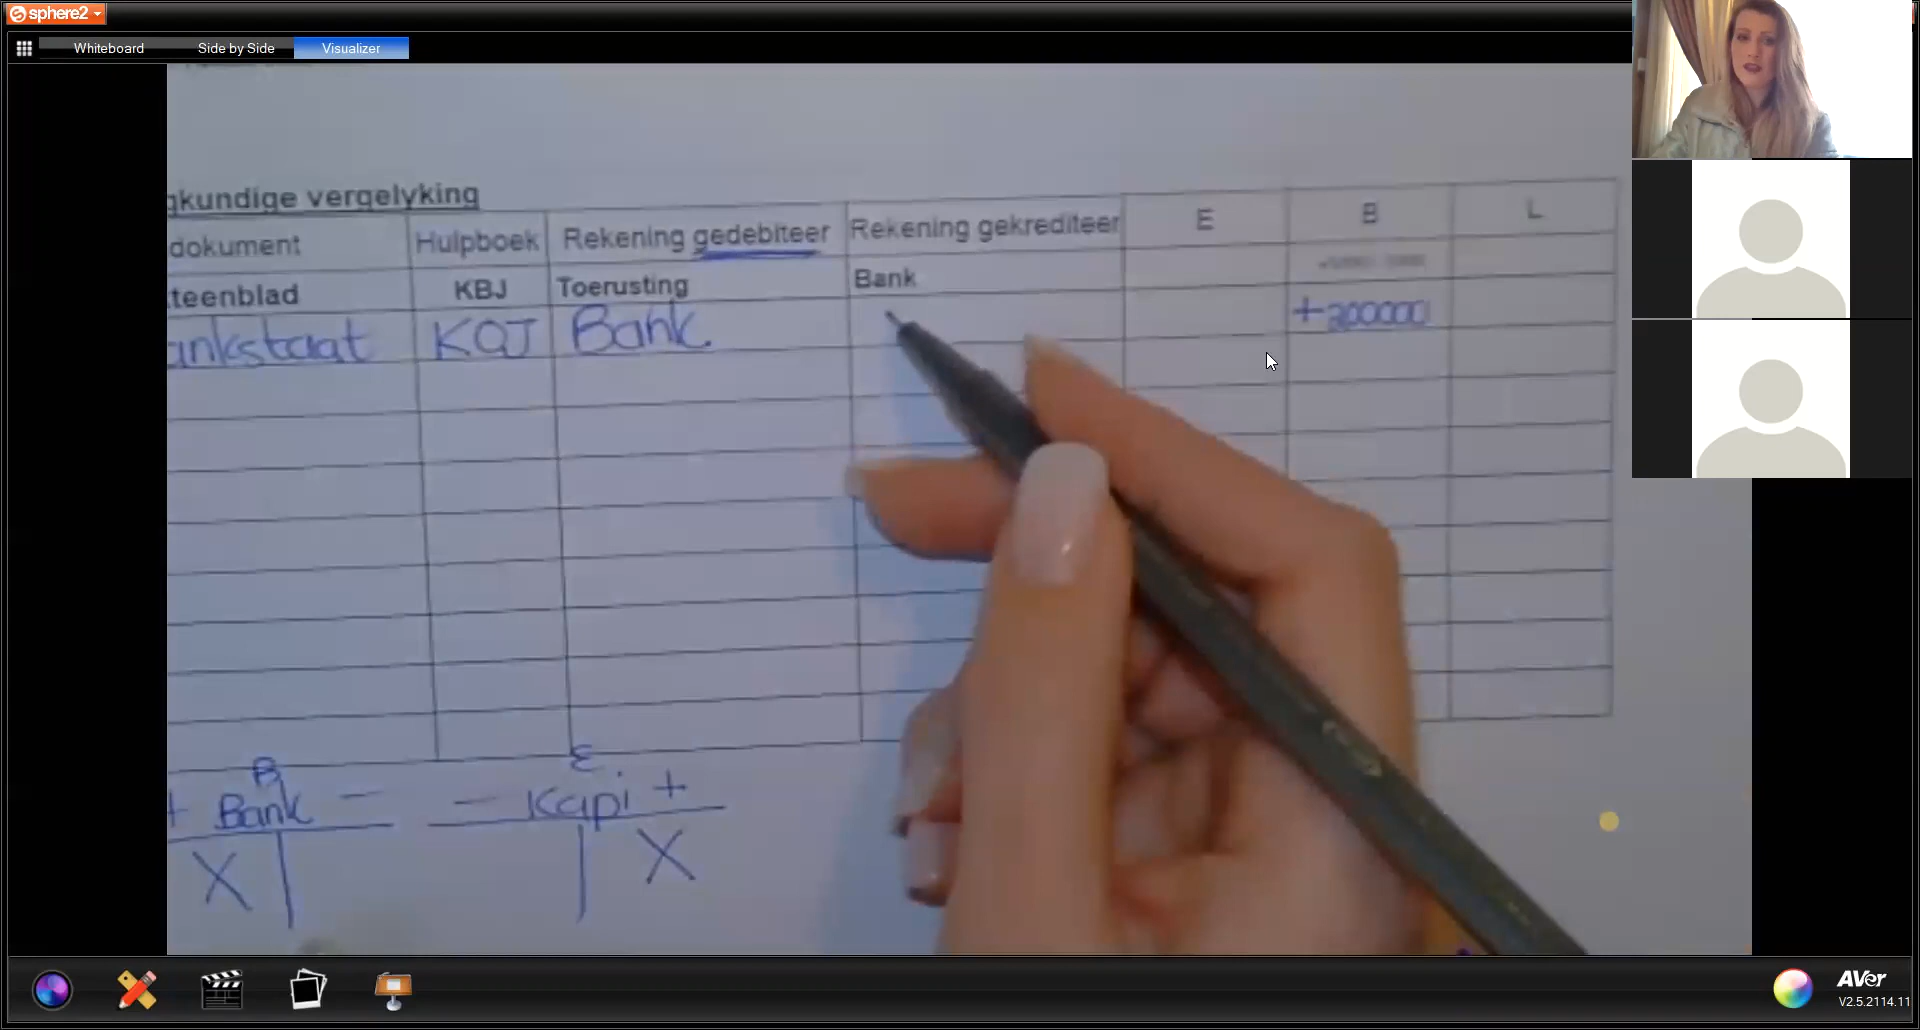 sphere2
Whiteboard Side by Side Visualizer
gkundige vergelyking
dokument Hulpboek Rekening gedebiteer Rekening gekrediteer E B L
teenblad KBJ Toerusting Bank
ankstaat KOJ Bank
B E
+ Bank - - Kapi +
X X
AVer
V2.5.2114.11